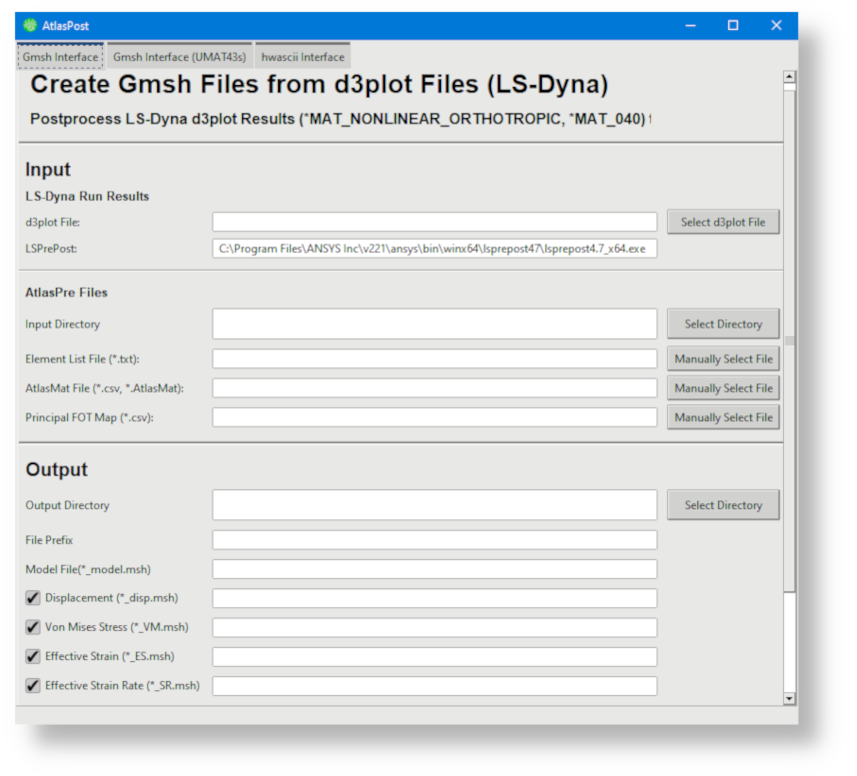 AtlasPost
Gmsh Interface Gmsh Interface (UMAT43s) hwascii Interface
Create Gmsh Files from d3plot Files (LS-Dyna)
Postprocess LS-Dyna d3plot Results (*MAT_NONLINEAR_ORTHOTROPIC, *MAT_040)
Input
LS-Dyna Run Results
d3plot File: Select d3plot File
LSPrePost: C:\Program Files\ANSYS Inc\v221\ansys\bin\winx64\lsprepost47\lsprepost4.7_x64.exe
AtlasPre Files
Input Directory Select Directory
Element List File (*.txt): Manually Select File
AtlasMat File (*.csv, *.AtlasMat): Manually Select File
Principal FOT Map (*.csv): Manually Select File
Output
Output Directory Select Directory
File Prefix
Model File(*_model.msh)
Displacement (*_disp.msh)
Von Mises Stress (*_VM.msh)
Effective Strain (*_ES.msh)
Effective Strain Rate (*_SR.msh)